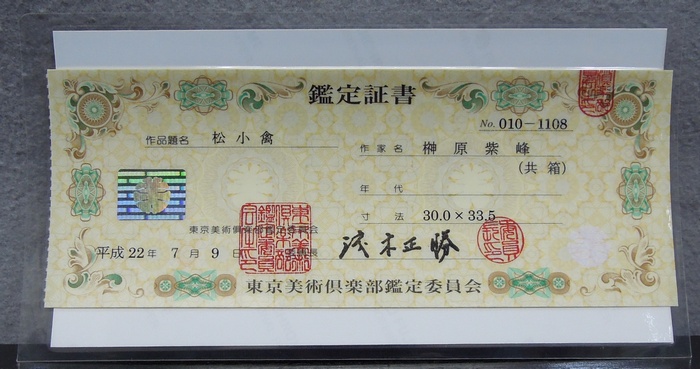 鑑定証書
No. 010-1108
作品題名 松小禽
作家名 榊原紫峰
(共箱)
年代
寸法 30.0×33.5
東京美術倶楽部鑑定委員会
平成22年7月9日
東京美術倶楽部鑑定委員会